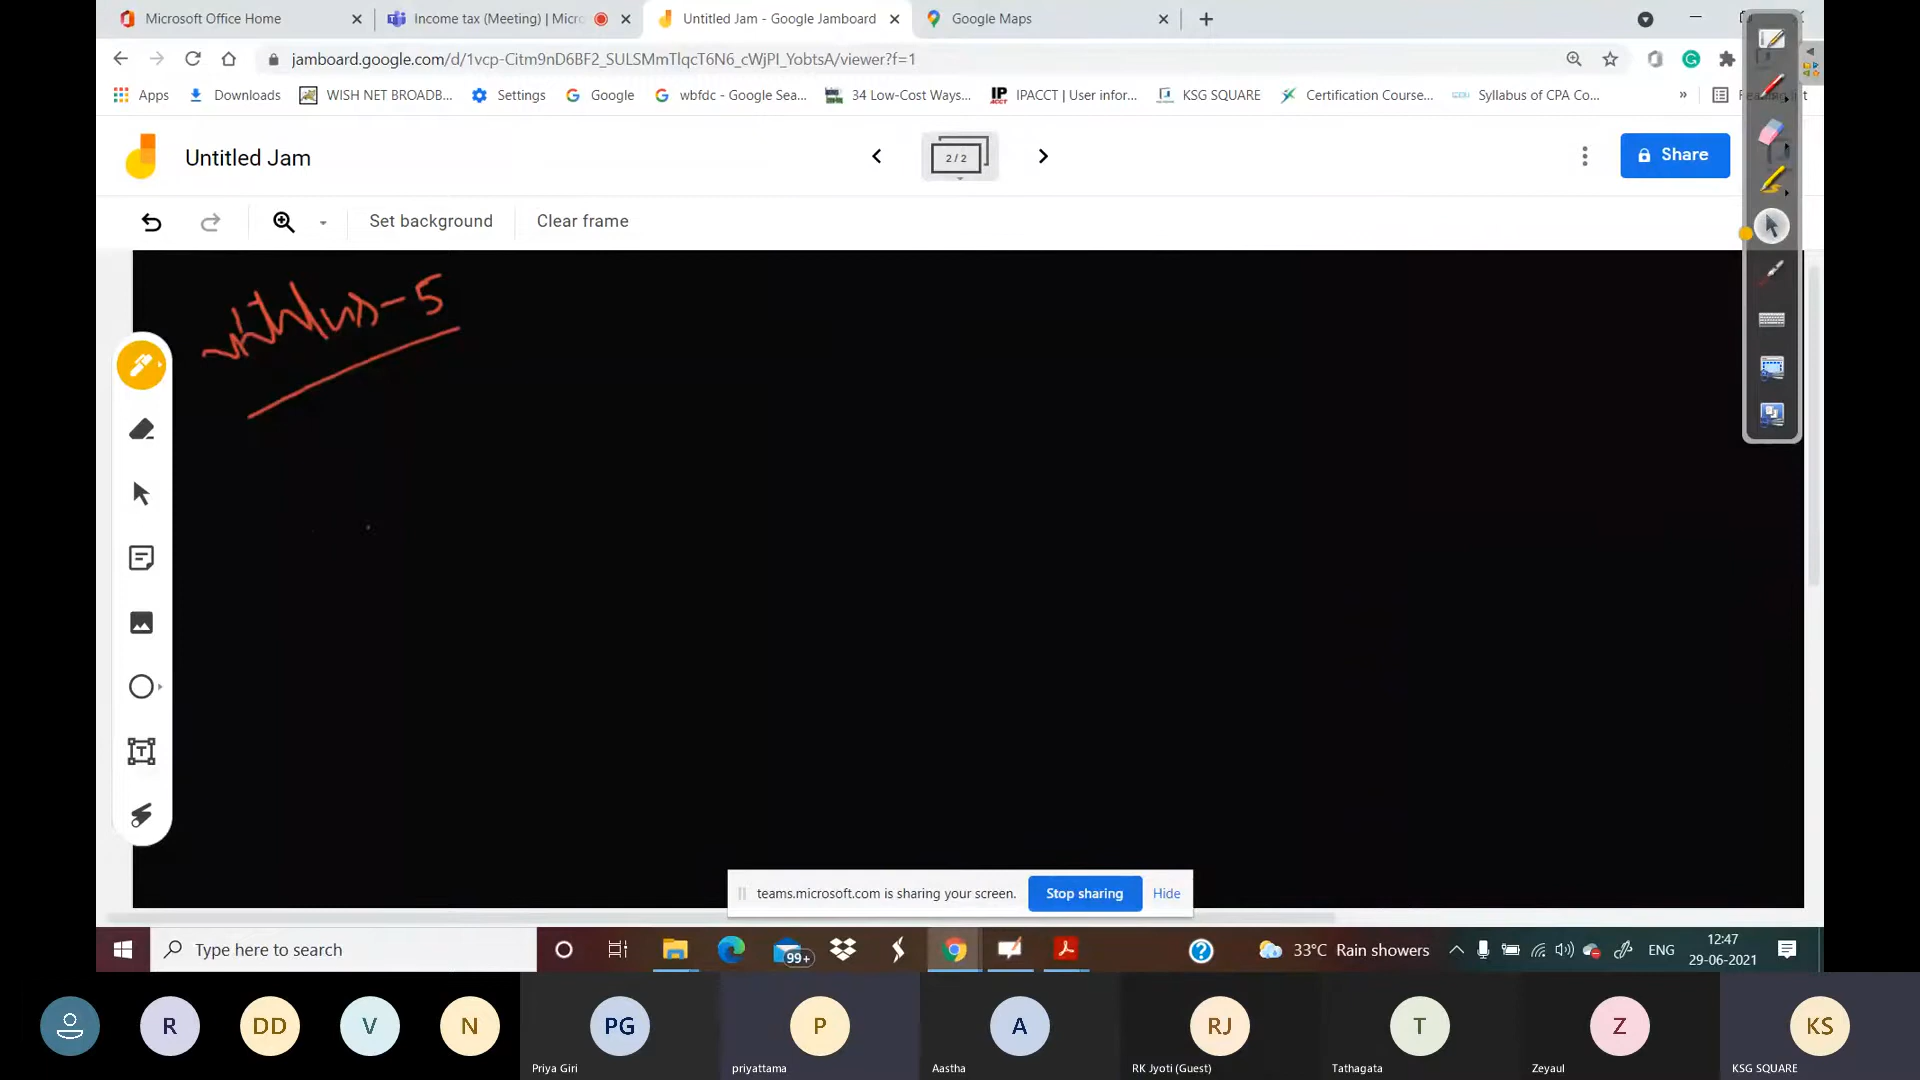 Microsoft Office Home
Income tax (Meeting) | Micr
Untitled Jam - Google Jamboard
Google Maps
jamboard.google.com/d/1vcp-Citm9nD6BF2_SULSMmTlqcT6N6_cWjPI_YobtsA/viewer?f=1
Apps Downloads WISH NET BROADB... Settings Google wbfdc - Google Sea... 34 Low-Cost Ways... IPACCT | User infor... KSG SQUARE Certification Course... Syllabus of CPA Co... »
Untitled Jam
2 / 2
Share
Set background Clear frame
- 5
teams.microsoft.com is sharing your screen. Stop sharing Hide
Type here to search
99+
33°C Rain showers
ENG
12:47
29-06-2021
R DD V N PG P A RJ T Z KS
Priya Giri priyattama Aastha RK Jyoti (Guest) Tathagata Zeyaul KSG SQUARE